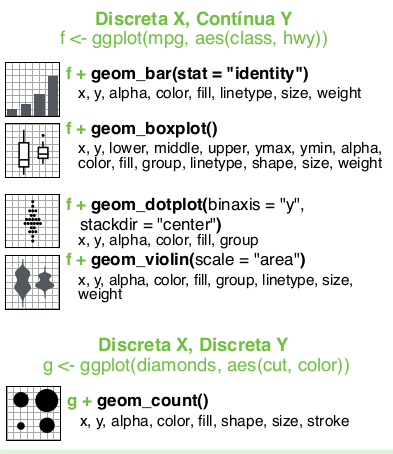 Discreta X, Contínua Y
f <- ggplot(mpg, aes(class, hwy))
f + geom_bar(stat = "identity")
x, y, alpha, color, fill, linetype, size, weight
f + geom_boxplot()
x, y, lower, middle, upper, ymax, ymin, alpha,
color, fill, group, linetype, shape, size, weight
f + geom_dotplot(binaxis = "y",
stackdir = "center")
x, y, alpha, color, fill, group
f + geom_violin(scale = "area")
x, y, alpha, color, fill, group, linetype, size,
weight
Discreta X, Discreta Y
g <- ggplot(diamonds, aes(cut, color))
g + geom_count()
x, y, alpha, color, fill, shape, size, stroke